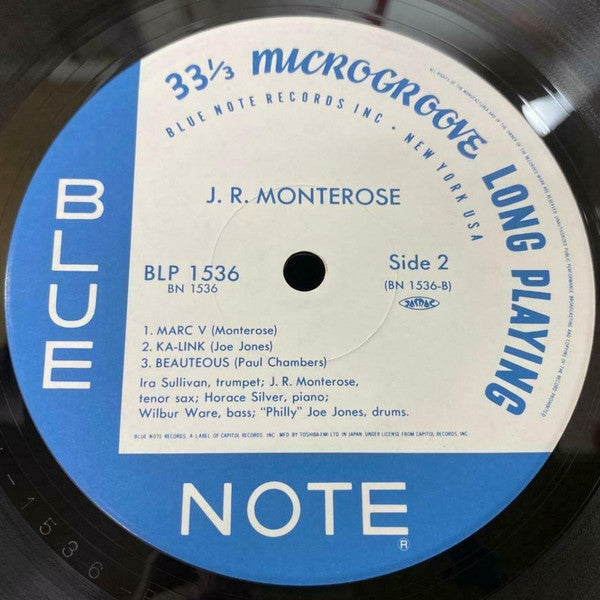 33⅓ MICROGROOVE LONG PLAYING
BLUE NOTE RECORDS INC • NEW YORK USA
J. R. MONTEROSE
BLP 1536
BN 1536
Side 2
(BN 1536-B)
JASRAC
1. MARC V (Monterose)
2. KA-LINK (Joe Jones)
3. BEAUTEOUS (Paul Chambers)
Ira Sullivan, trumpet; J. R. Monterose,
tenor sax; Horace Silver, piano;
Wilbur Ware, bass; “Philly” Joe Jones, drums.
BLUE NOTE RECORDS, A LABEL OF CAPITOL RECORDS, INC. MFD. BY TOSHIBA EMI LTD. IN JAPAN, UNDER LICENSE FROM CAPITOL RECORDS, INC.
BLUE
NOTE
®
1536